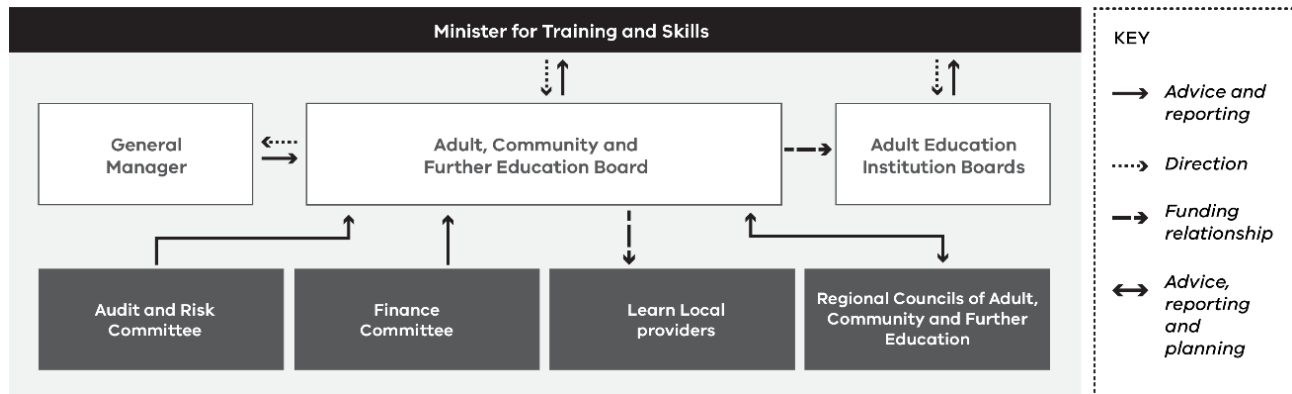 Minister for Training and Skills
General
Manager
Adult, Community and
Further Education Board
Adult Education
Institution Boards
Audit and Risk
Committee
Finance
Committee
Learn Local
providers
Regional Councils of Adult,
Community and Further
Education
KEY
Advice and
reporting
Direction
Funding
relationship
Advice,
reporting
and
planning